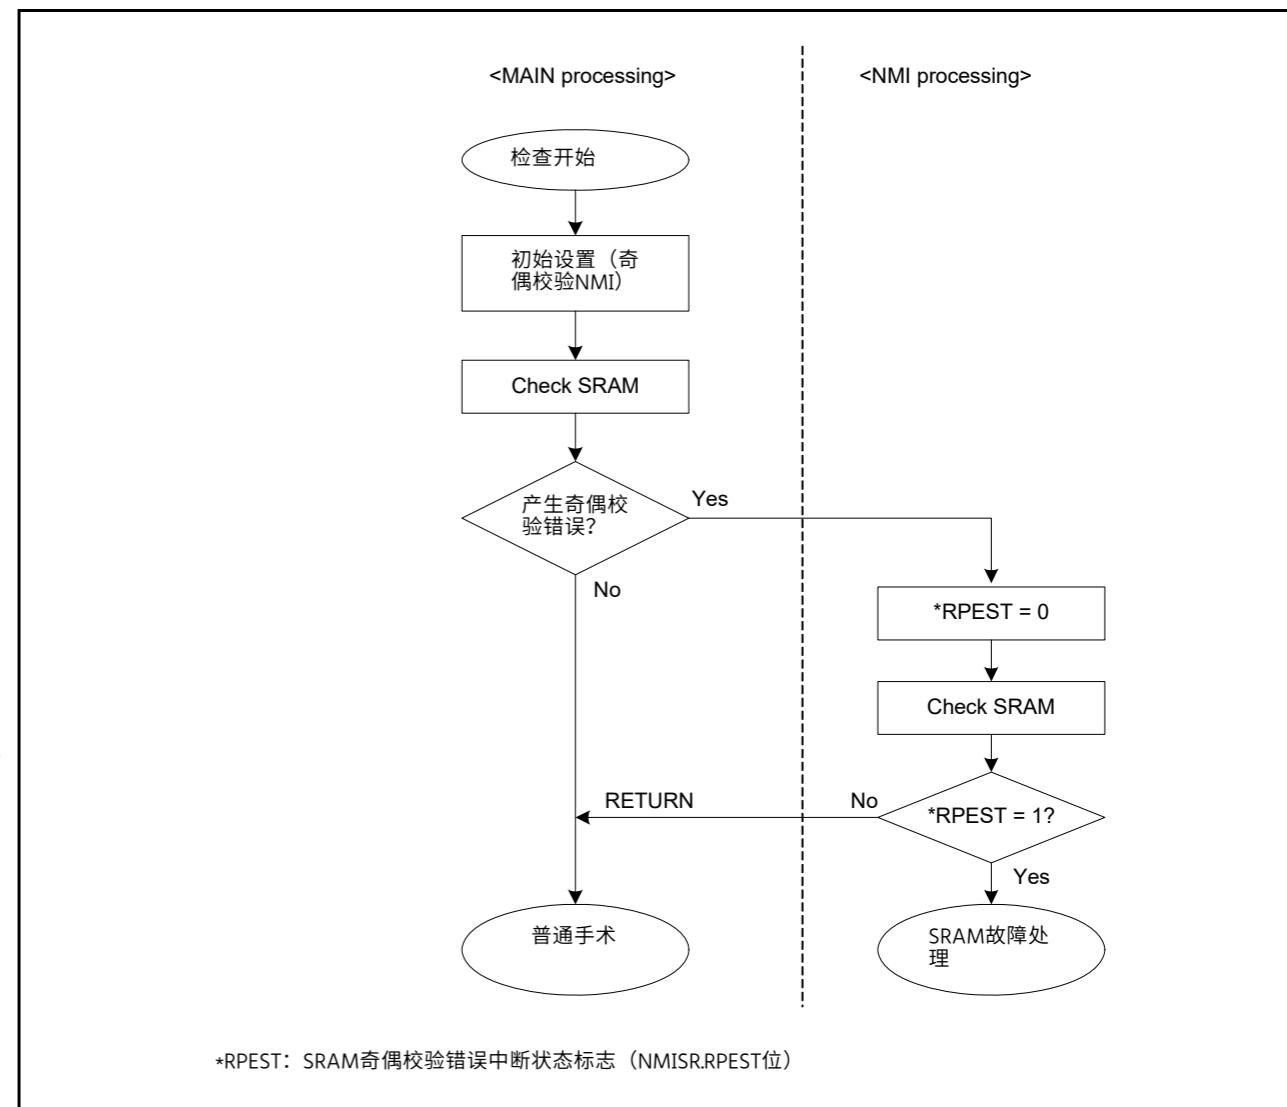 <MAIN processing>
<NMI processing>
检查开始
初始设置（奇
偶校验NMI）
Check SRAM
产生奇偶校
验错误？
Yes
No
*RPEST = 0
Check SRAM
*RPEST = 1?
No
RETURN
Yes
普通手术
SRAM故障处
理
*RPEST：SRAM奇偶校验错误中断状态标志（NMISR.RPEST位）